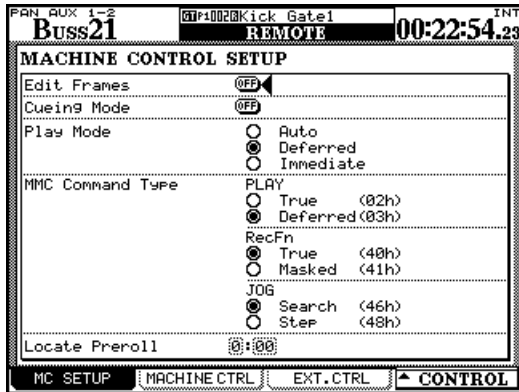 PAN AUX 1-2 GTP1002 Kick Gate1 INT
Buss21 REMOTE 00:22:54.23
MACHINE CONTROL SETUP
Edit Frames OFF
Cueing Mode OFF
Play Mode Auto
Deferred
Immediate
MMC Command Type PLAY
True (02h)
Deferred(03h)
RecFn
True (40h)
Masked (41h)
JOG
Search (46h)
Step (48h)
Locate Preroll 0:00
MC SETUP MACHINE CTRL EXT.CTRL CONTROL